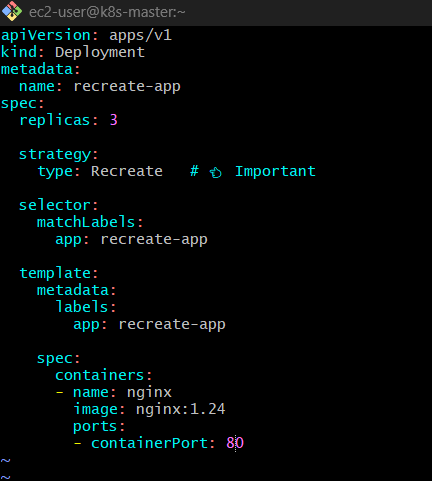 ec2-user@k8s-master:~
apiVersion: apps/v1
kind: Deployment
metadata:
  name: recreate-app
spec:
  replicas: 3
  strategy:
    type: Recreate   # 👈 Important
  selector:
    matchLabels:
      app: recreate-app
  template:
    metadata:
      labels:
        app: recreate-app
    spec:
      containers:
      - name: nginx
        image: nginx:1.24
        ports:
        - containerPort: 80
~
~